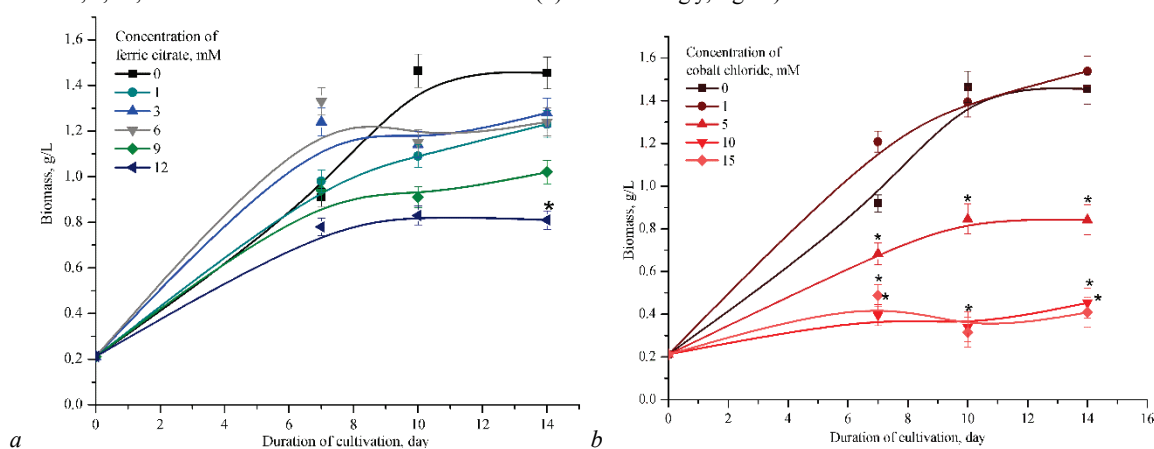 Concentration of
ferric citrate, mM
0
1
3
6
9
12
*
Biomass, g/L
1.6
1.4
1.2
1.0
0.8
0.6
0.4
0.2
0.0
0 2 4 6 8 10 12 14
Duration of cultivation, day
a
Concentration of
cobalt chloride, mM
0
1
5
10
15
* * *
* * * *
Biomass, g/L
1.6
1.4
1.2
1.0
0.8
0.6
0.4
0.2
0.0
0 2 4 6 8 10 12 14 16
Duration of cultivation, day
b